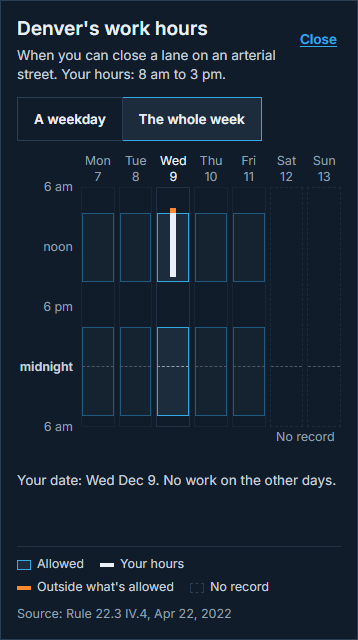 Denver's work hours
When you can close a lane on an arterial
street. Your hours: 8 am to 3 pm.
Close
A weekday
The whole week
Mon Tue Wed Thu Fri Sat Sun
7 8 9 10 11 12 13
6 am
noon
6 pm
midnight
6 am
No record
Your date: Wed Dec 9. No work on the other days.
Allowed
Your hours
Outside what's allowed
No record
Source: Rule 22.3 IV.4, Apr 22, 2022